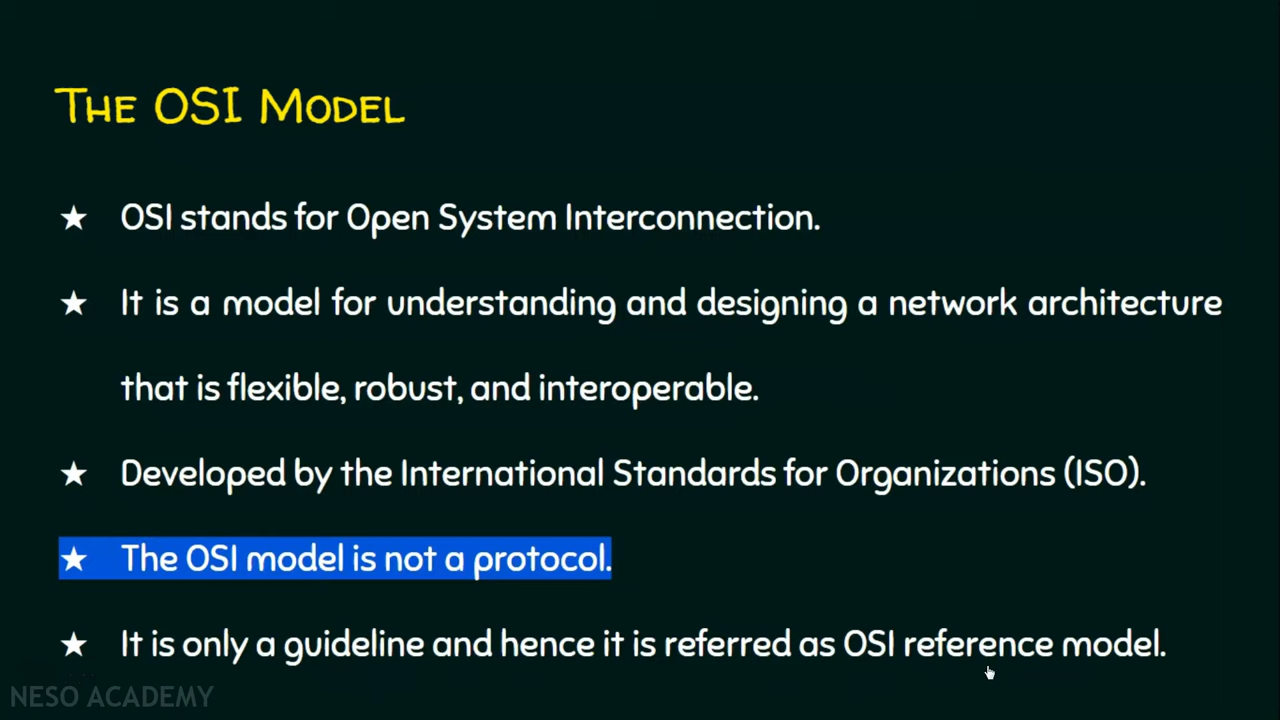 THE OSI MODEL
★ OSI stands for Open System Interconnection.
★ It is a model for understanding and designing a network architecture
that is flexible, robust, and interoperable.
★ Developed by the International Standards for Organizations (ISO).
★ The OSI model is not a protocol.
★ It is only a guideline and hence it is referred as OSI reference model.
NESO ACADEMY